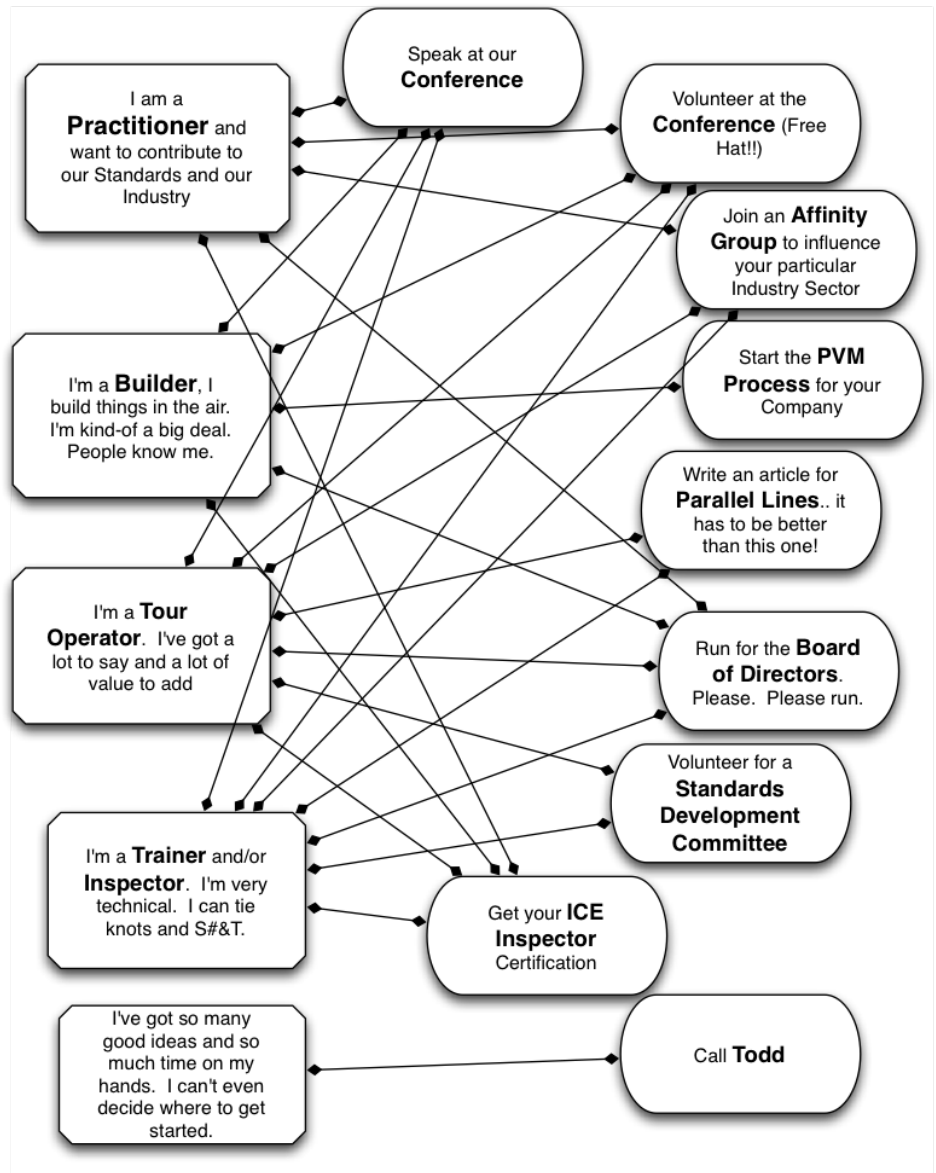 Speak at our
Conference
I am a
Practitioner and
want to contribute to
our Standards and our
Industry
Volunteer at the
Conference (Free
Hat!!)
Join an Affinity
Group to influence
your particular
Industry Sector
I'm a Builder, I
build things in the air.
I'm kind-of a big deal.
People know me.
Start the PVM
Process for your
Company
Write an article for
Parallel Lines.. it
has to be better
than this one!
I'm a Tour
Operator.  I've got a
lot to say and a lot of
value to add
Run for the Board
of Directors.
Please.  Please run.
Volunteer for a
Standards
Development
Committee
I'm a Trainer and/or
Inspector.  I'm very
technical.  I can tie
knots and S#&T.
Get your ICE
Inspector
Certification
I've got so many
good ideas and so
much time on my
hands.  I can't even
decide where to get
started.
Call Todd